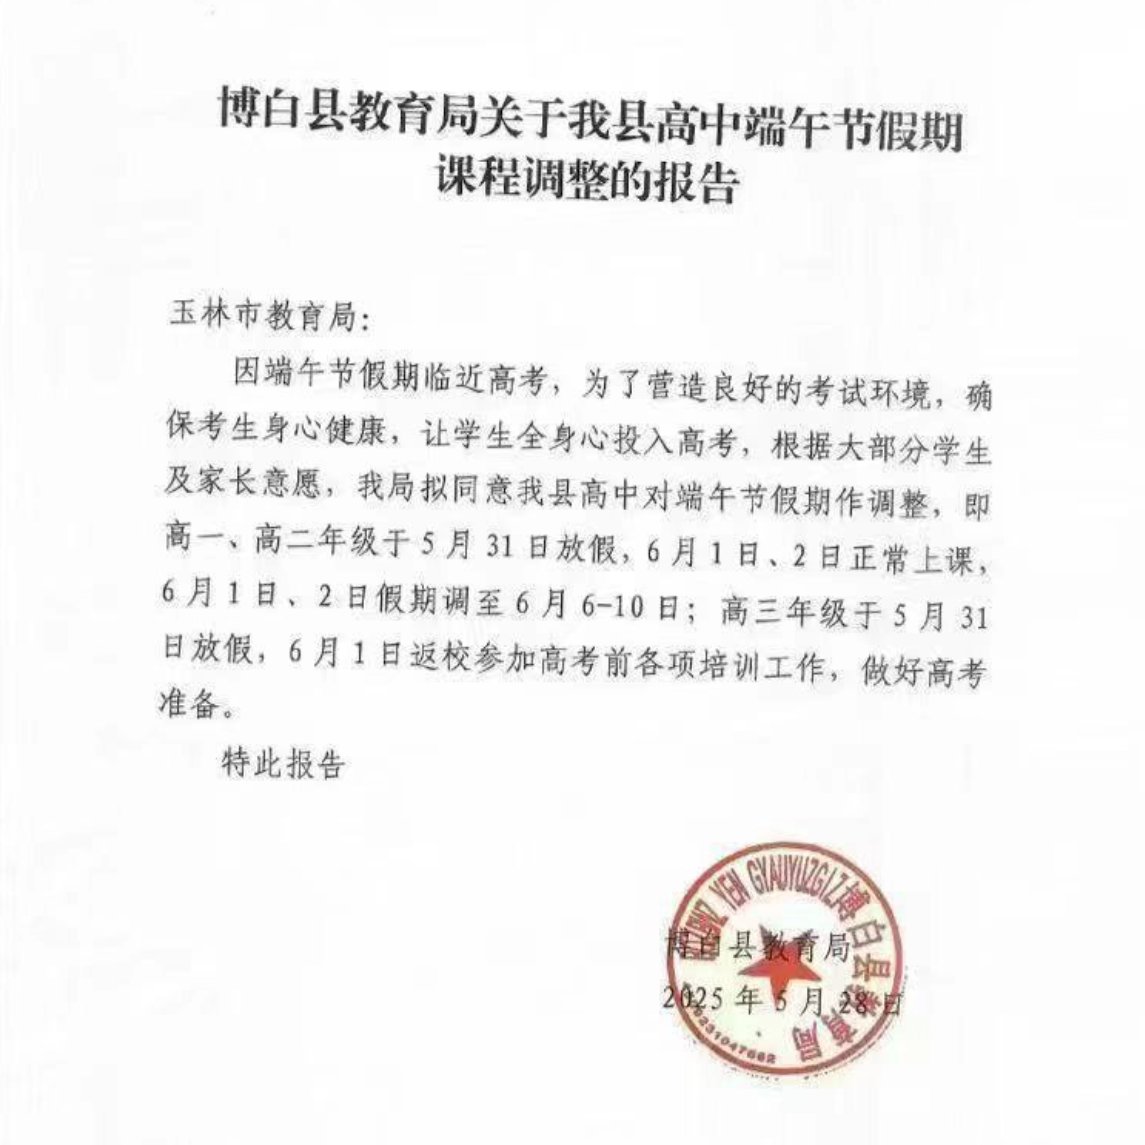 博白县教育局关于我县高中端午节假期
课程调整的报告
玉林市教育局：
因端午节假期临近高考，为了营造良好的考试环境，确
保考生身心健康，让学生全身心投入高考，根据大部分学生
及家长意愿，我局拟同意我县高中对端午节假期作调整，即
高一、高二年级于5月31日放假，6月1日、2日正常上课，
6月1日、2日假期调至6月6-10日；高三年级于5月31
日放假，6月1日返校参加高考前各项培训工作，做好高考
准备。
特此报告
博白县教育局
2025年5月28日
YEN GYAUYUZGIZ博白县教育局